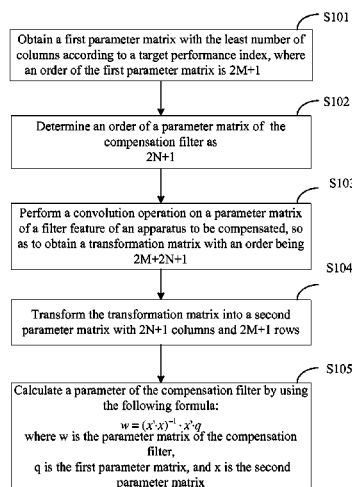 S101
Obtain a first parameter matrix with the least number of
columns according to a target performance index, where
an order of the first parameter matrix is 2M+1
S102
Determine an order of a parameter matrix of the
compensation filter as
2N+1
S103
Perform a convolution operation on a parameter matrix
of a filter feature of an apparatus to be compensated, so
as to obtain a transformation matrix with an order being
2M+2N+1
S104
Transform the transformation matrix into a second
parameter matrix with 2N+1 columns and 2M+1 rows
S105
Calculate a parameter of the compensation filter by using
the following formula:
w = (x'·x)⁻¹ · x'·q
where w is the parameter matrix of the compensation
filter,
q is the first parameter matrix, and x is the second
parameter matrix